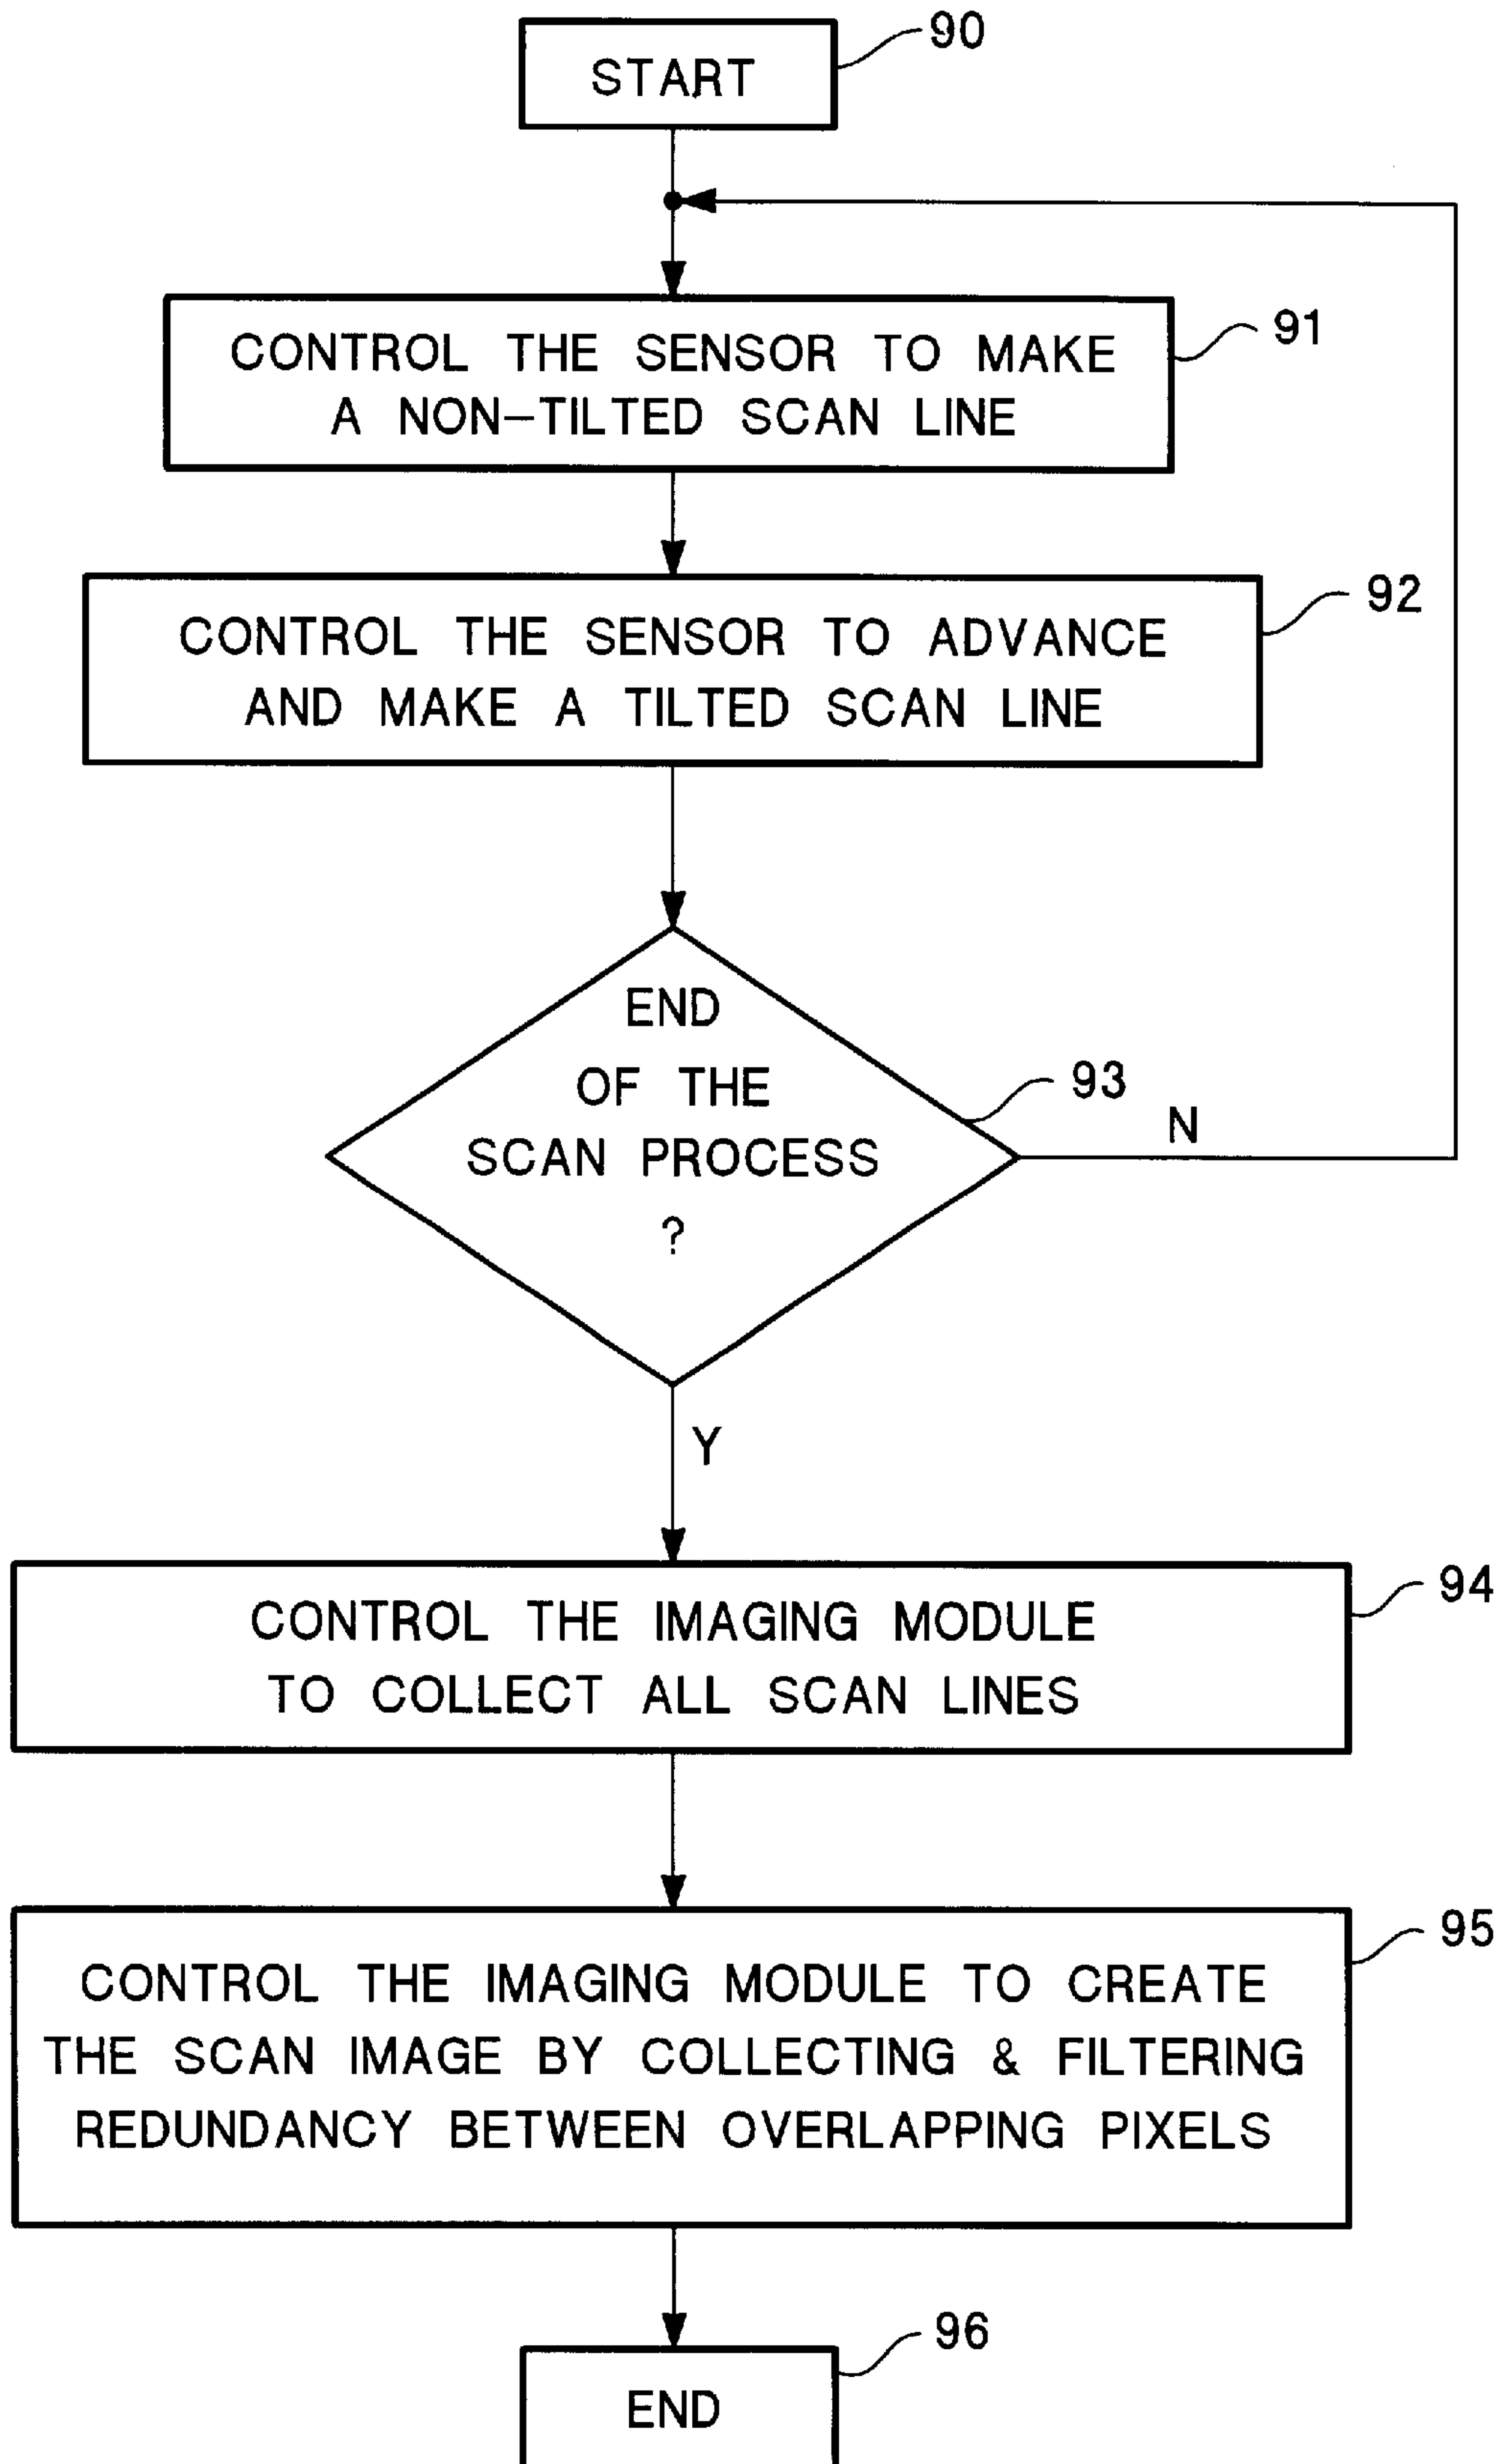 90
START
91
CONTROL THE SENSOR TO MAKE
A NON-TILTED SCAN LINE
92
CONTROL THE SENSOR TO ADVANCE
AND MAKE A TILTED SCAN LINE
END
OF THE
SCAN PROCESS
?
93
N
Y
94
CONTROL THE IMAGING MODULE
TO COLLECT ALL SCAN LINES
95
CONTROL THE IMAGING MODULE TO CREATE
THE SCAN IMAGE BY COLLECTING & FILTERING
REDUNDANCY BETWEEN OVERLAPPING PIXELS
96
END